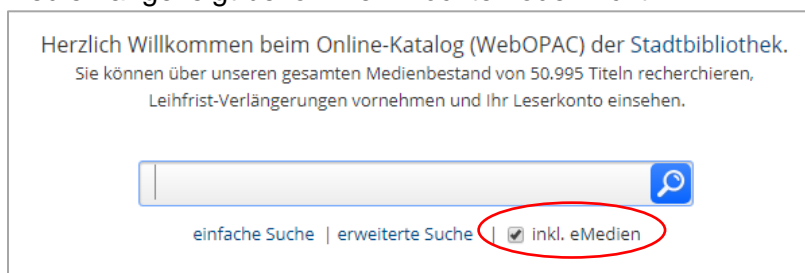 Herzlich Willkommen beim Online-Katalog (WebOPAC) der Stadtbibliothek.
Sie können über unseren gesamten Medienbestand von 50.995 Titeln recherchieren,
Leihfrist-Verlängerungen vornehmen und Ihr Leserkonto einsehen.
einfache Suche | erweiterte Suche | inkl. eMedien